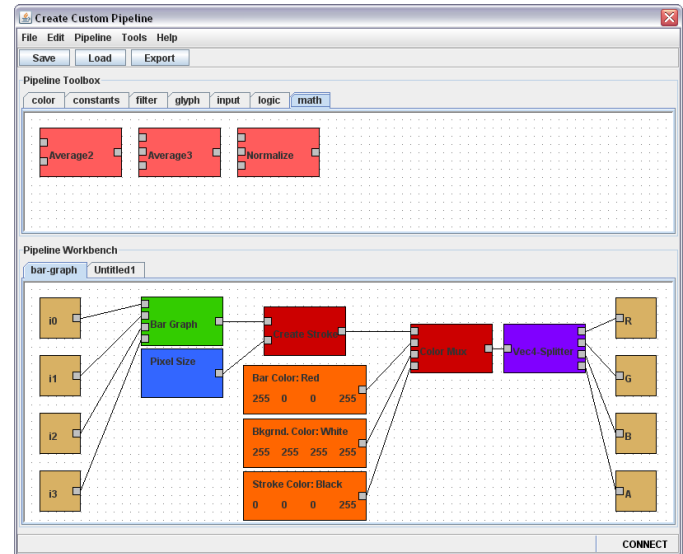 Create Custom Pipeline
File Edit Pipeline Tools Help
Save Load Export
Pipeline Toolbox
color constants filter glyph input logic math
Average2 Average3 Normalize
Pipeline Workbench
bar-graph Untitled1
i0 Bar Graph Create Stroke R
i1 Pixel Size Color Mux Vec4-Splitter G
Bar Color: Red
255 0 0 255
i2 Bkgrnd. Color: White B
255 255 255 255
i3 Stroke Color: Black A
0 0 0 255
CONNECT